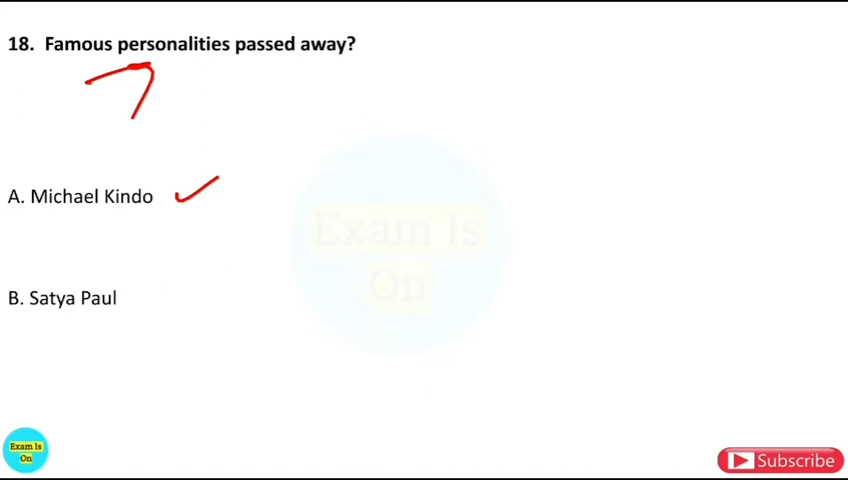 18. Famous personalities passed away?
A. Michael Kindo
Exam Is
On
B. Satya Paul
Exam Is
On
Subscribe